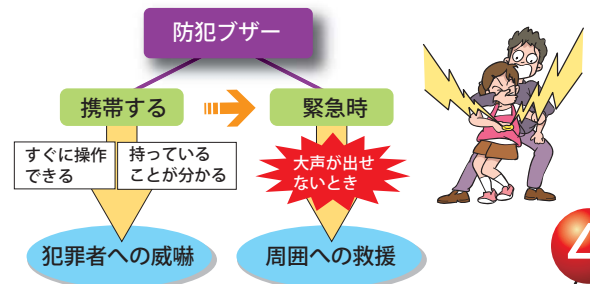 防犯ブザー
携帯する
緊急時
すぐに操作
できる
持っている
ことが分かる
大声が出せ
ないとき
犯罪者への威嚇
周囲への救援